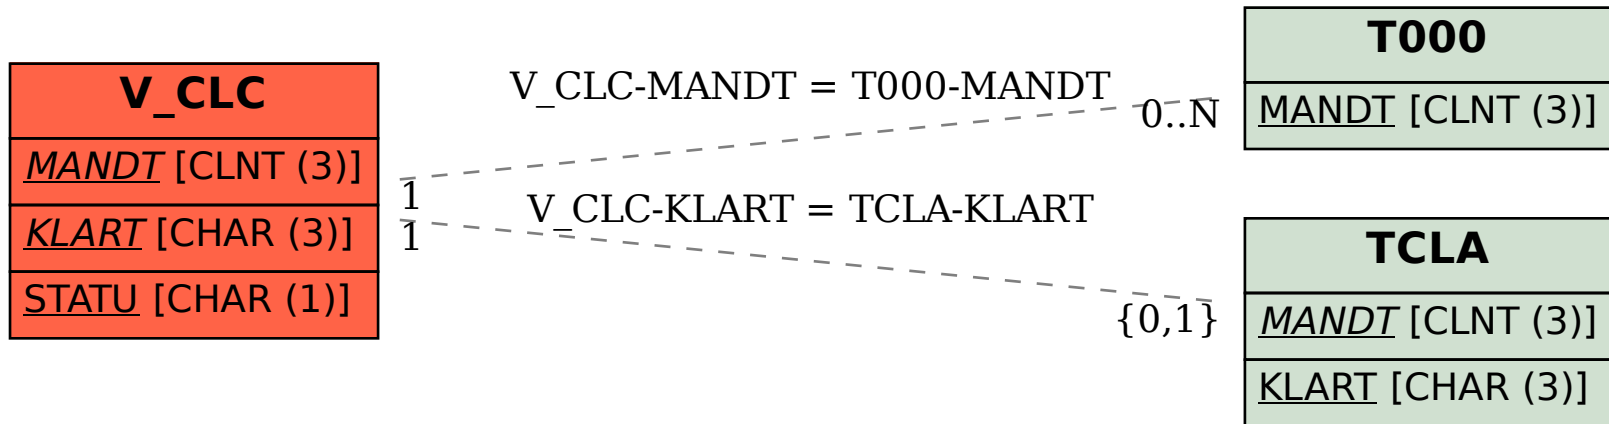 V_CLC
MANDT [CLNT (3)]
KLART [CHAR (3)]
STATU [CHAR (1)]
V_CLC-MANDT = T000-MANDT
0..N
1
V_CLC-KLART = TCLA-KLART
1
{0,1}
T000
MANDT [CLNT (3)]
TCLA
MANDT [CLNT (3)]
KLART [CHAR (3)]